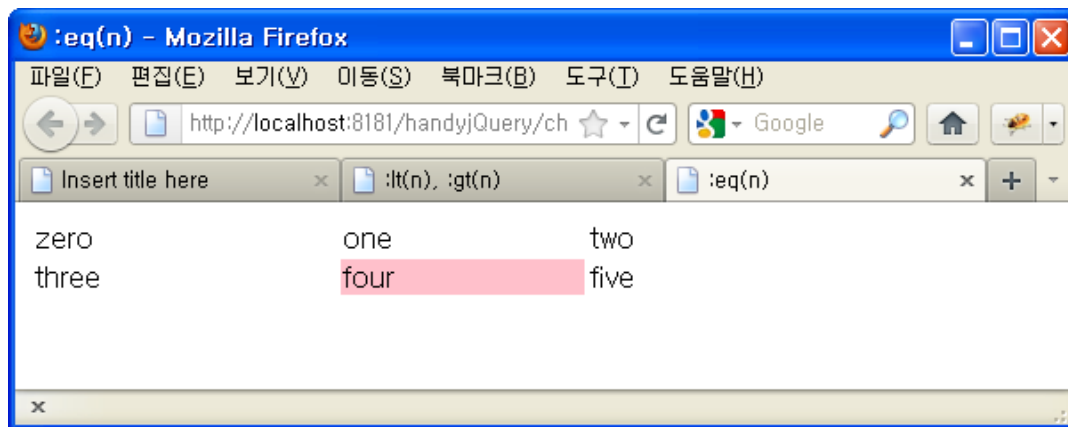 :eq(n) - Mozilla Firefox
파일(F) 편집(E) 보기(V) 이동(S) 북마크(B) 도구(T) 도움말(H)
http://localhost:8181/handyjQuery/ch Google
Insert title here × :lt(n), :gt(n) × :eq(n) × +
zero one two
three four five
×